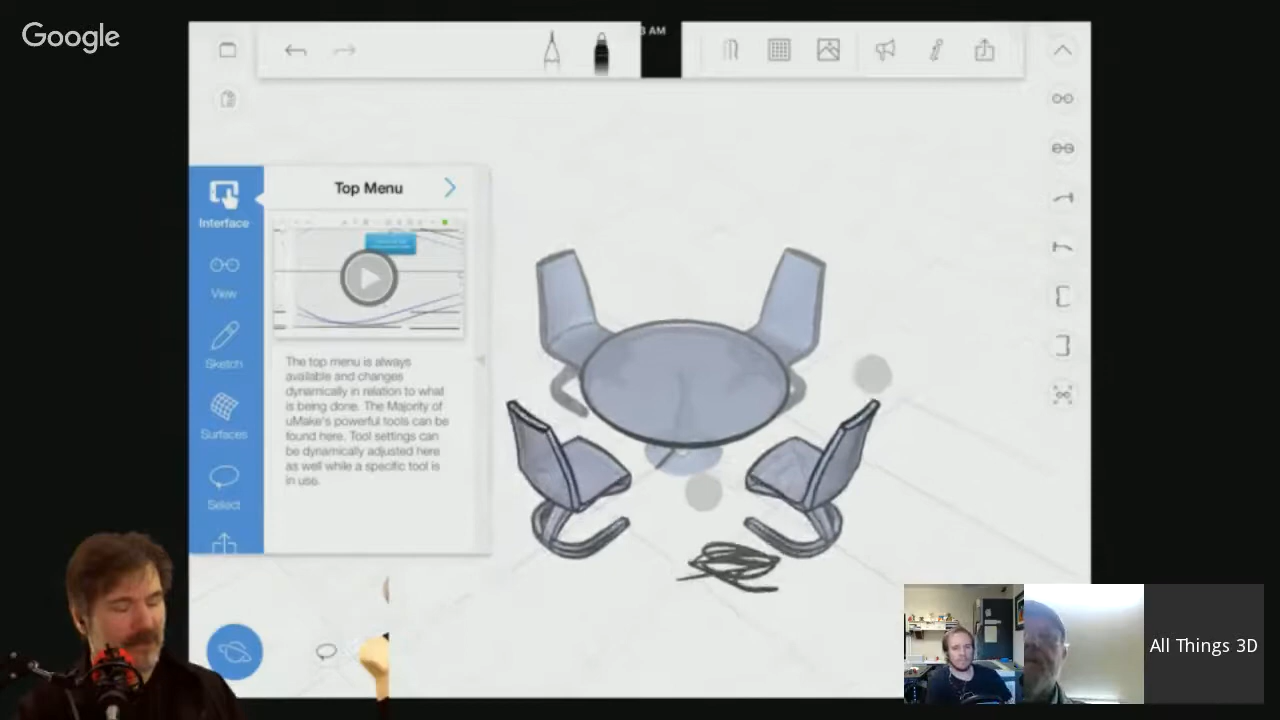 Google
3 AM
Top Menu
Interface
View
Sketch
Surfaces
Select
The top menu is always
available and changes
dynamically in relation to what
is being done. The Majority of
uMake's powerful tools can be
found here. Tool settings can
be dynamically adjusted here
as well while a specific tool is
in use.
All Things 3D